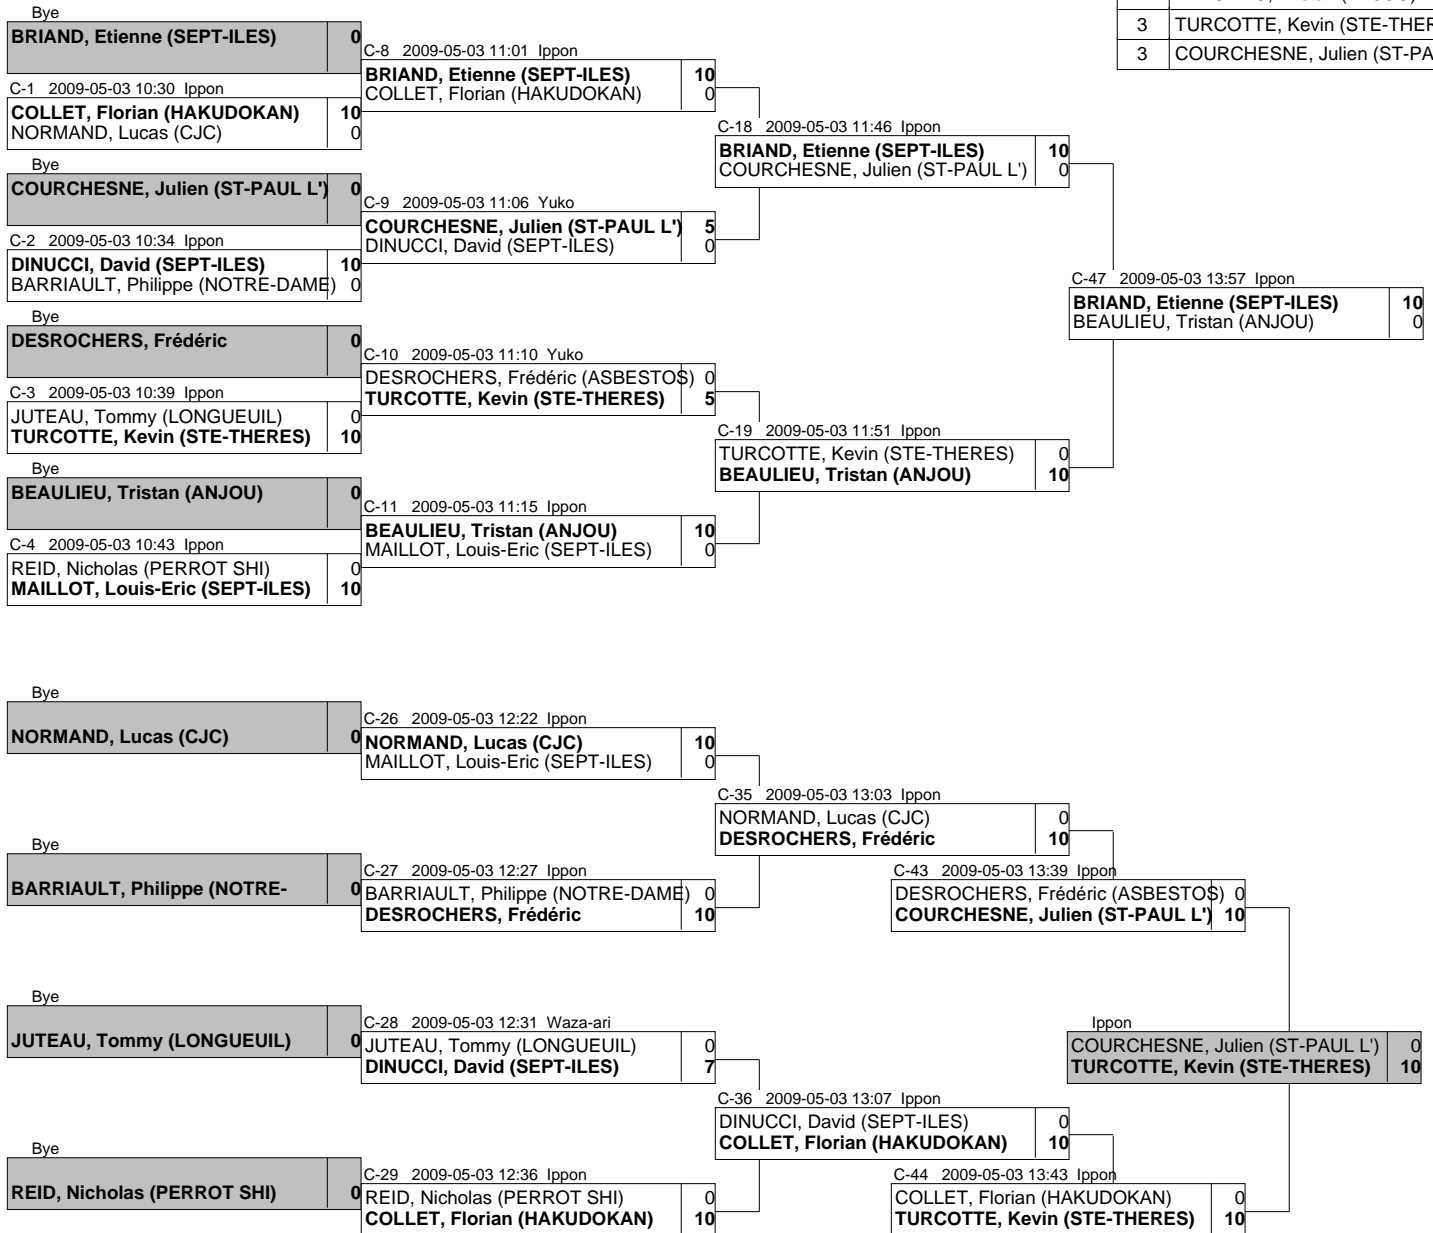 3 TURCOTTE, Kevin (STE-THER
3 COURCHESNE, Julien (ST-PA
Bye
BRIAND, Etienne (SEPT-ILES) 0
C-1 2009-05-03 10:30 Ippon
COLLET, Florian (HAKUDOKAN) 10
NORMAND, Lucas (CJC) 0
Bye
COURCHESNE, Julien (ST-PAUL L') 0
C-2 2009-05-03 10:34 Ippon
DINUCCI, David (SEPT-ILES) 10
BARRIAULT, Philippe (NOTRE-DAME) 0
Bye
DESROCHERS, Frédéric 0
C-3 2009-05-03 10:39 Ippon
JUTEAU, Tommy (LONGUEUIL) 0
TURCOTTE, Kevin (STE-THERES) 10
Bye
BEAULIEU, Tristan (ANJOU) 0
C-4 2009-05-03 10:43 Ippon
REID, Nicholas (PERROT SHI) 0
MAILLOT, Louis-Eric (SEPT-ILES) 10
C-8 2009-05-03 11:01 Ippon
BRIAND, Etienne (SEPT-ILES) 10
COLLET, Florian (HAKUDOKAN) 0
C-9 2009-05-03 11:06 Yuko
COURCHESNE, Julien (ST-PAUL L') 5
DINUCCI, David (SEPT-ILES) 0
C-10 2009-05-03 11:10 Yuko
DESROCHERS, Frédéric (ASBESTOS) 0
TURCOTTE, Kevin (STE-THERES) 5
C-11 2009-05-03 11:15 Ippon
BEAULIEU, Tristan (ANJOU) 10
MAILLOT, Louis-Eric (SEPT-ILES) 0
C-18 2009-05-03 11:46 Ippon
BRIAND, Etienne (SEPT-ILES) 10
COURCHESNE, Julien (ST-PAUL L') 0
C-19 2009-05-03 11:51 Ippon
TURCOTTE, Kevin (STE-THERES) 0
BEAULIEU, Tristan (ANJOU) 10
C-47 2009-05-03 13:57 Ippon
BRIAND, Etienne (SEPT-ILES) 10
BEAULIEU, Tristan (ANJOU) 0
Bye
NORMAND, Lucas (CJC) 0
Bye
BARRIAULT, Philippe (NOTRE- 0
Bye
JUTEAU, Tommy (LONGUEUIL) 0
Bye
REID, Nicholas (PERROT SHI) 0
C-26 2009-05-03 12:22 Ippon
NORMAND, Lucas (CJC) 10
MAILLOT, Louis-Eric (SEPT-ILES) 0
C-27 2009-05-03 12:27 Ippon
BARRIAULT, Philippe (NOTRE-DAME) 0
DESROCHERS, Frédéric 10
C-28 2009-05-03 12:31 Waza-ari
JUTEAU, Tommy (LONGUEUIL) 0
DINUCCI, David (SEPT-ILES) 7
C-29 2009-05-03 12:36 Ippon
REID, Nicholas (PERROT SHI) 0
COLLET, Florian (HAKUDOKAN) 10
C-35 2009-05-03 13:03 Ippon
NORMAND, Lucas (CJC) 0
DESROCHERS, Frédéric 10
C-36 2009-05-03 13:07 Ippon
DINUCCI, David (SEPT-ILES) 0
COLLET, Florian (HAKUDOKAN) 10
C-43 2009-05-03 13:39 Ippon
DESROCHERS, Frédéric (ASBESTOS) 0
COURCHESNE, Julien (ST-PAUL L') 10
C-44 2009-05-03 13:43 Ippon
COLLET, Florian (HAKUDOKAN) 0
TURCOTTE, Kevin (STE-THERES) 10
Ippon
COURCHESNE, Julien (ST-PAUL L') 0
TURCOTTE, Kevin (STE-THERES) 10